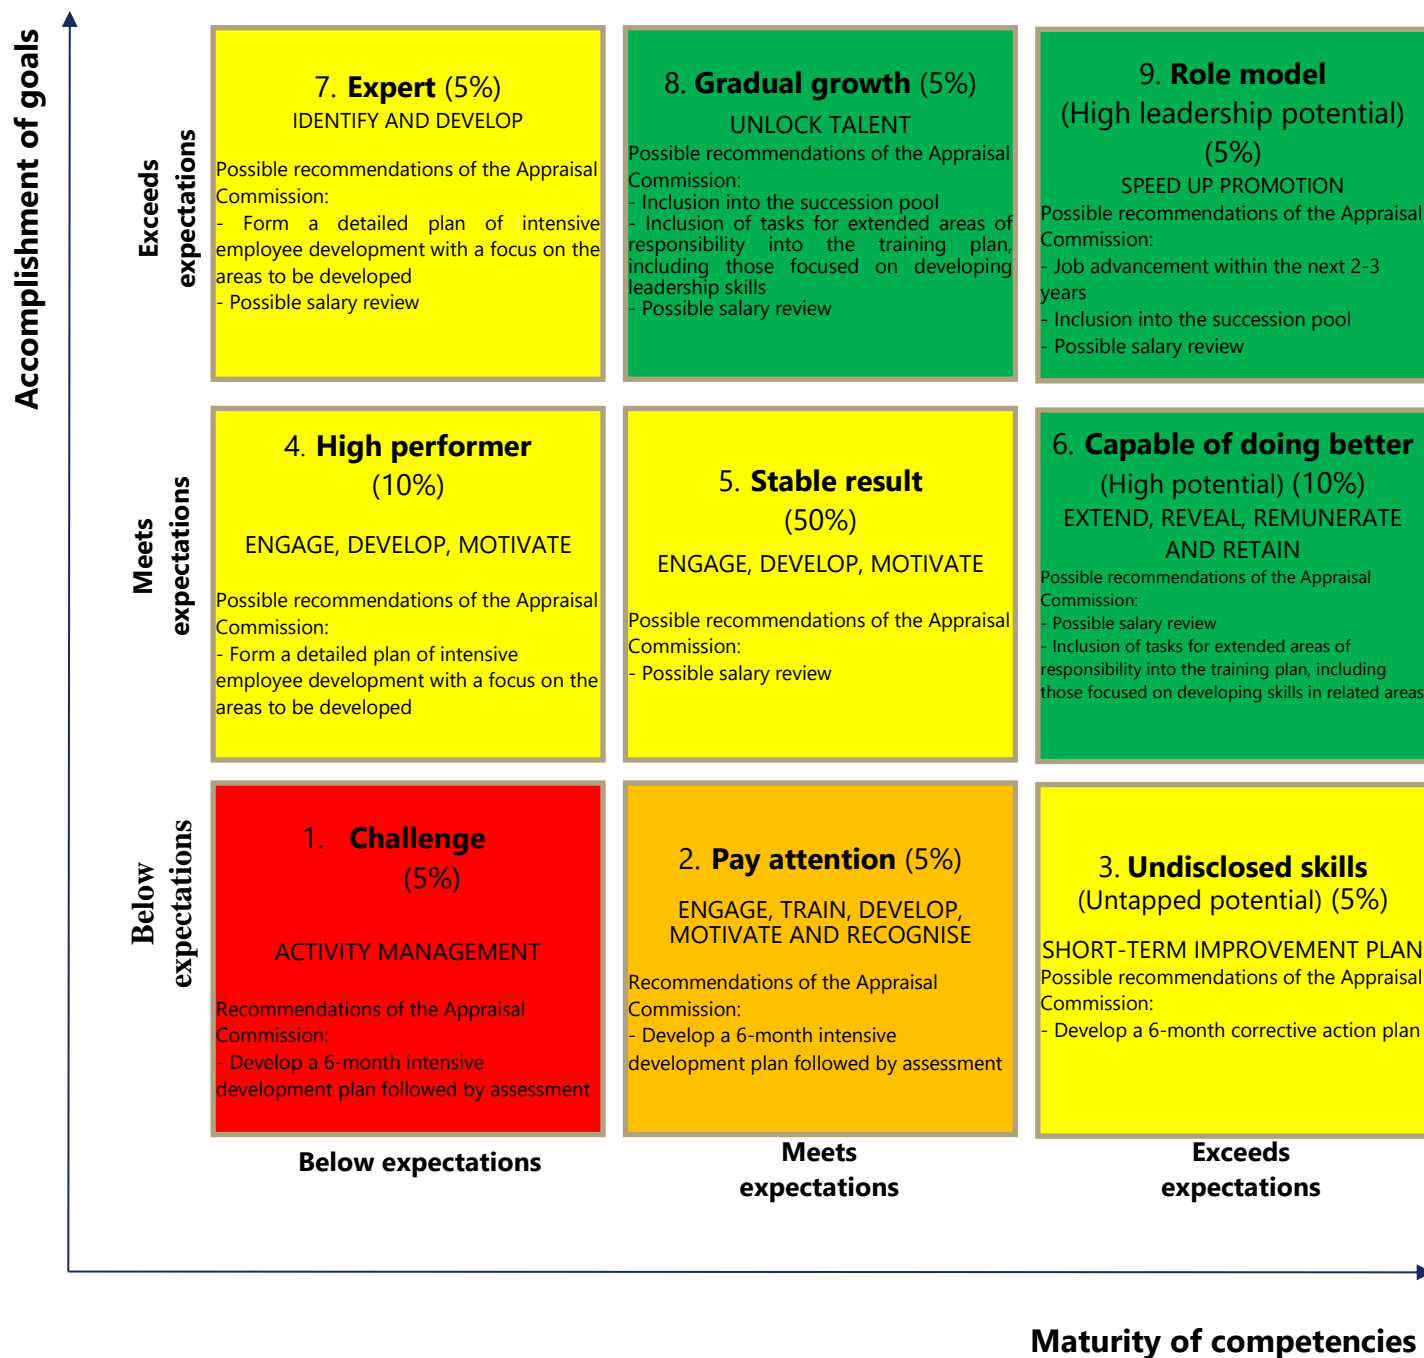 Accomplishment of goals
Exceeds
expectations
7. Expert (5%)
IDENTIFY AND DEVELOP
Possible recommendations of the Appraisal
Commission:
- Form a detailed plan of intensive
employee development with a focus on the
areas to be developed
- Possible salary review
8. Gradual growth (5%)
UNLOCK TALENT
Possible recommendations of the Appraisal
Commission:
- Inclusion into the succession pool
- Inclusion of tasks for extended areas of
responsibility into the training plan,
including those focused on developing
leadership skills
- Possible salary review
9. Role model
(High leadership potential)
(5%)
SPEED UP PROMOTION
Possible recommendations of the Appraisal
Commission:
- Job advancement within the next 2-3
years
- Inclusion into the succession pool
- Possible salary review
Meets
expectations
4. High performer
(10%)
ENGAGE, DEVELOP, MOTIVATE
Possible recommendations of the Appraisal
Commission:
- Form a detailed plan of intensive
employee development with a focus on the
areas to be developed
5. Stable result
(50%)
ENGAGE, DEVELOP, MOTIVATE
Possible recommendations of the Appraisal
Commission:
- Possible salary review
6. Capable of doing better
(High potential) (10%)
EXTEND, REVEAL, REMUNERATE
AND RETAIN
Possible recommendations of the Appraisal
Commission:
- Possible salary review
- Inclusion of tasks for extended areas of
responsibility into the training plan, including
those focused on developing skills in related areas
Below
expectations
1. Challenge
(5%)
ACTIVITY MANAGEMENT
Recommendations of the Appraisal
Commission:
- Develop a 6-month intensive
development plan followed by assessment
2. Pay attention (5%)
ENGAGE, TRAIN, DEVELOP,
MOTIVATE AND RECOGNISE
Recommendations of the Appraisal
Commission:
- Develop a 6-month intensive
development plan followed by assessment
3. Undisclosed skills
(Untapped potential) (5%)
SHORT-TERM IMPROVEMENT PLAN
Possible recommendations of the Appraisal
Commission:
- Develop a 6-month corrective action plan
Below expectations
Meets
expectations
Exceeds
expectations
Maturity of competencies